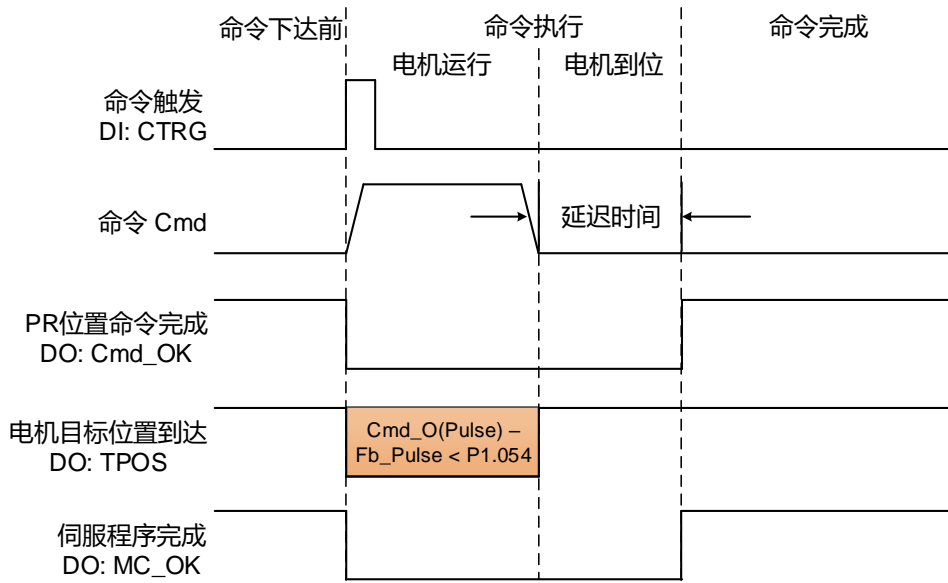 命令下达前
命令执行
命令完成
电机运行
电机到位
命令触发
DI: CTRG
命令 Cmd
延迟时间
PR位置命令完成
DO: Cmd_OK
电机目标位置到达
DO: TPOS
Cmd_O(Pulse) –
Fb_Pulse < P1.054
伺服程序完成
DO: MC_OK